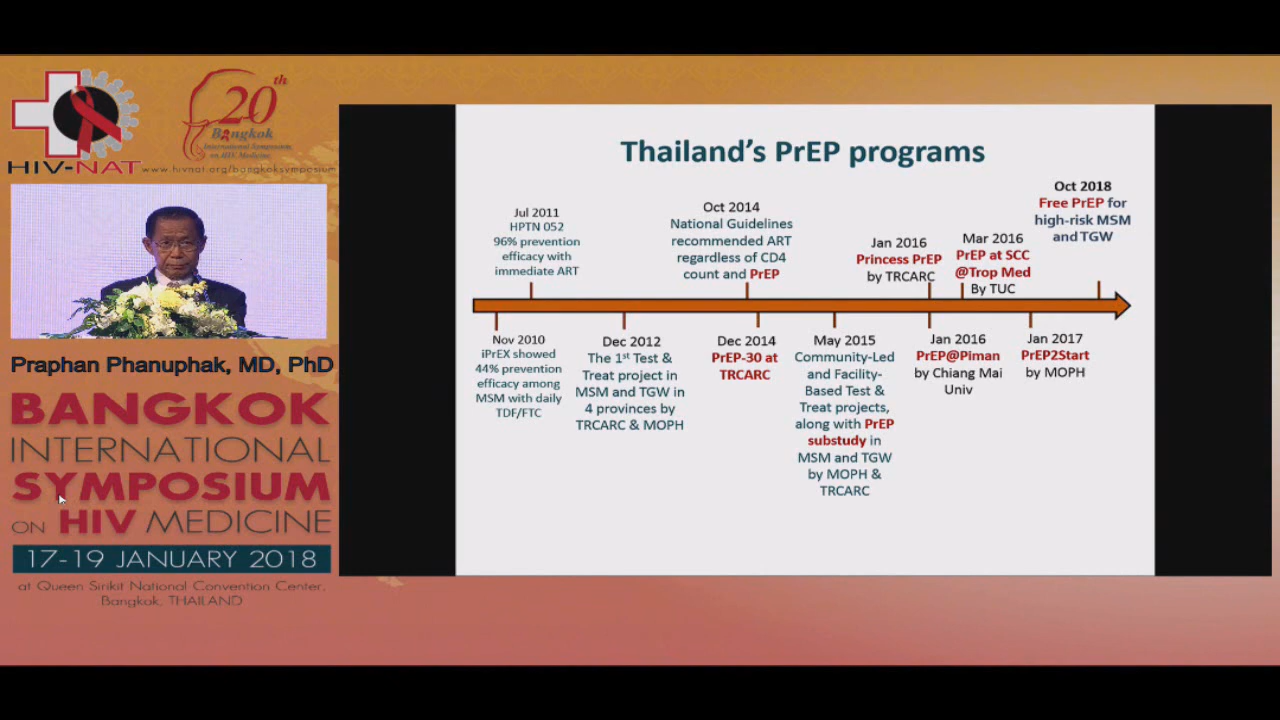 HIV-NAT
www.hivnat.org/bangkoksymposium
20th
Bangkok
International Symposium
on HIV Medicine
Praphan Phanuphak, MD, PhD
BANGKOK
INTERNATIONAL
SYMPOSIUM
ON HIV MEDICINE
17-19 JANUARY 2018
at Queen Sirikit National Convention Center,
Bangkok, THAILAND
Thailand's PrEP programs
Jul 2011
HPTN 052
96% prevention
efficacy with
immediate ART
Oct 2014
National Guidelines
recommended ART
regardless of CD4
count and PrEP
Jan 2016
Princess PrEP
by TRCARC
Mar 2016
PrEP at SCC
@Trop Med
By TUC
Oct 2018
Free PrEP for
high-risk MSM
and TGW
Nov 2010
iPrEX showed
44% prevention
efficacy among
MSM with daily
TDF/FTC
Dec 2012
The 1st Test &
Treat project in
MSM and TGW in
4 provinces by
TRCARC & MOPH
Dec 2014
PrEP-30 at
TRCARC
May 2015
Community-Led
and Facility-
Based Test &
Treat projects,
along with PrEP
substudy in
MSM and TGW
by MOPH &
TRCARC
Jan 2016
PrEP@Piman
by Chiang Mai
Univ
Jan 2017
PrEP2Start
by MOPH